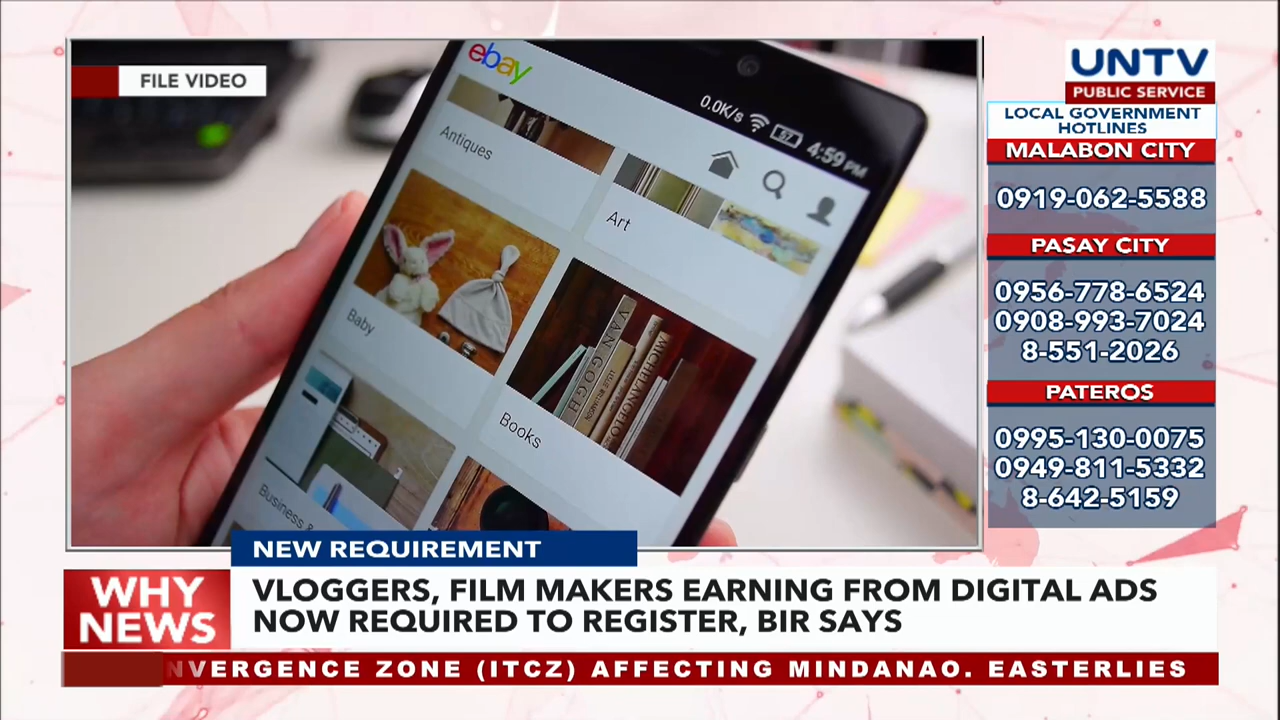 FILE VIDEO
ebay
0.0K/s
57
4:59 PM
Antiques
Art
Baby
VAN GOGH
MICHELANGELO
Books
Business &
UNTV
PUBLIC SERVICE
LOCAL GOVERNMENT
HOTLINES
MALABON CITY
0919-062-5588
PASAY CITY
0956-778-6524
0908-993-7024
8-551-2026
PATEROS
0995-130-0075
0949-811-5332
8-642-5159
NEW REQUIREMENT
WHY
NEWS
VLOGGERS, FILM MAKERS EARNING FROM DIGITAL ADS
NOW REQUIRED TO REGISTER, BIR SAYS
NVERGENCE ZONE (ITCZ) AFFECTING MINDANAO. EASTERLIES